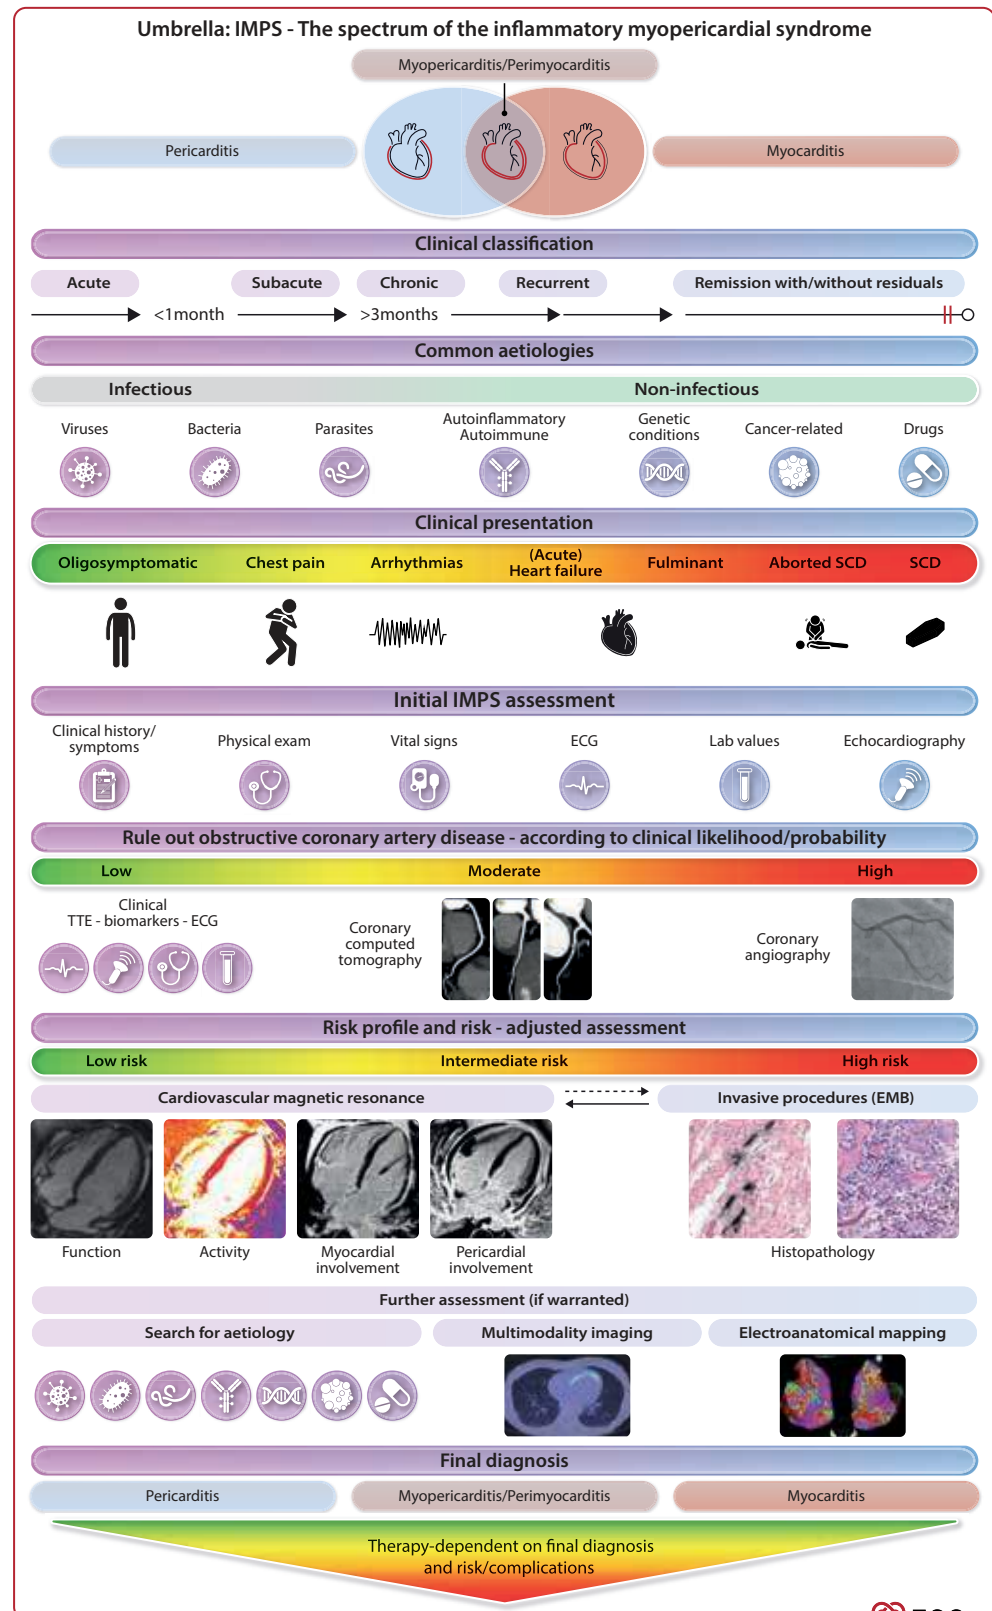 Umbrella: IMPS - The spectrum of the inflammatory myopericardial syndrome
Myopericarditis/Perimyocarditis
Pericarditis
Myocarditis
Clinical classification
Acute
Subacute
Chronic
Recurrent
Remission with/without residuals
<1month
>3months
Common aetiologies
Infectious
Non-infectious
Viruses
Bacteria
Parasites
Autoinflammatory
Autoimmune
Genetic
conditions
Cancer-related
Drugs
Clinical presentation
Oligosymptomatic
Chest pain
Arrhythmias
(Acute)
Heart failure
Fulminant
Aborted SCD
SCD
Initial IMPS assessment
Clinical history/
symptoms
Physical exam
Vital signs
ECG
Lab values
Echocardiography
Rule out obstructive coronary artery disease - according to clinical likelihood/probability
Low
Moderate
High
Clinical
TTE - biomarkers - ECG
Coronary
computed
tomography
Coronary
angiography
Risk profile and risk - adjusted assessment
Low risk
Intermediate risk
High risk
Cardiovascular magnetic resonance
Invasive procedures (EMB)
Function
Activity
Myocardial
involvement
Pericardial
involvement
Histopathology
Further assessment (if warranted)
Search for aetiology
Multimodality imaging
Electroanatomical mapping
Final diagnosis
Pericarditis
Myopericarditis/Perimyocarditis
Myocarditis
Therapy-dependent on final diagnosis
and risk/complications